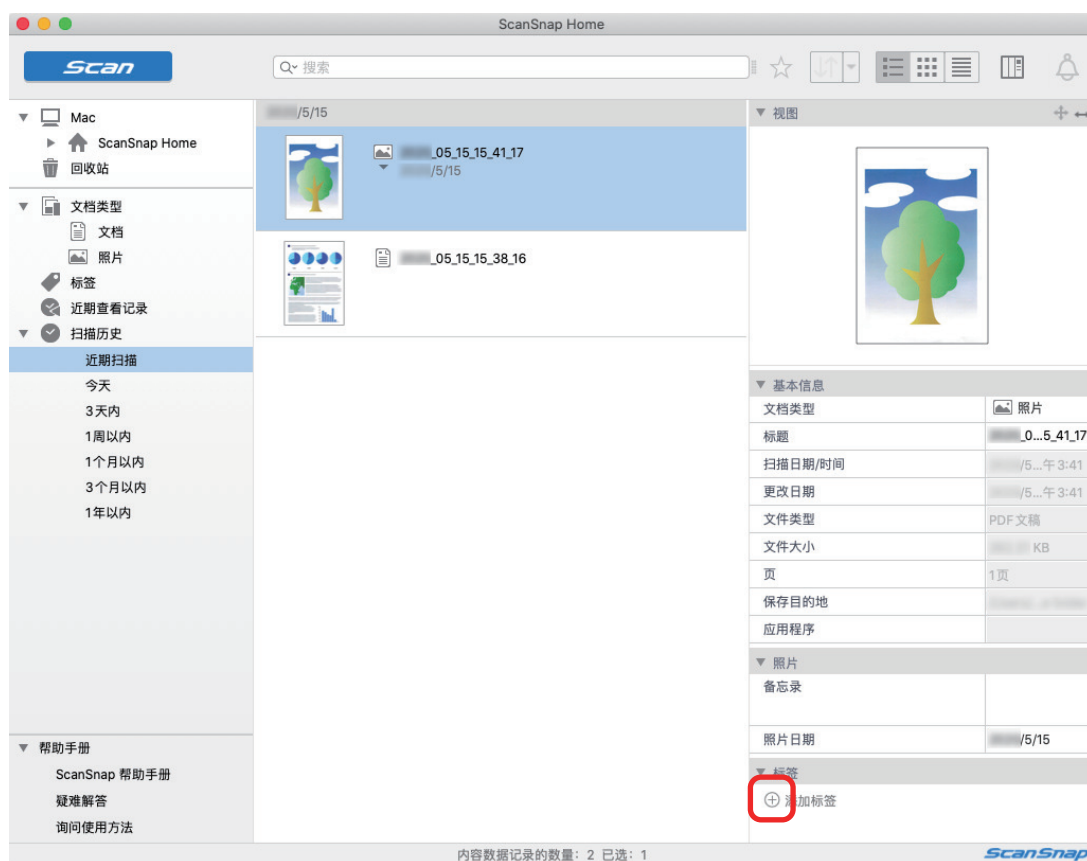 ScanSnap Home
Scan
搜索
Mac
ScanSnap Home
回收站
文档类型
文档
照片
标签
近期查看记录
扫描历史
近期扫描
今天
3天内
1周以内
1个月以内
3个月以内
1年以内
帮助手册
ScanSnap 帮助手册
疑难解答
询问使用方法
/5/15
_05_15_15_41_17
/5/15
_05_15_15_38_16
视图
基本信息
文档类型 照片
标题 _0...5_41_17
扫描日期/时间 /5...午 3:41
更改日期 /5...午 3:41
文件类型 PDF 文稿
文件大小 KB
页 1页
保存目的地
应用程序
照片
备忘录
照片日期 /5/15
标签
添加标签
内容数据记录的数量: 2 已选: 1
ScanSnap